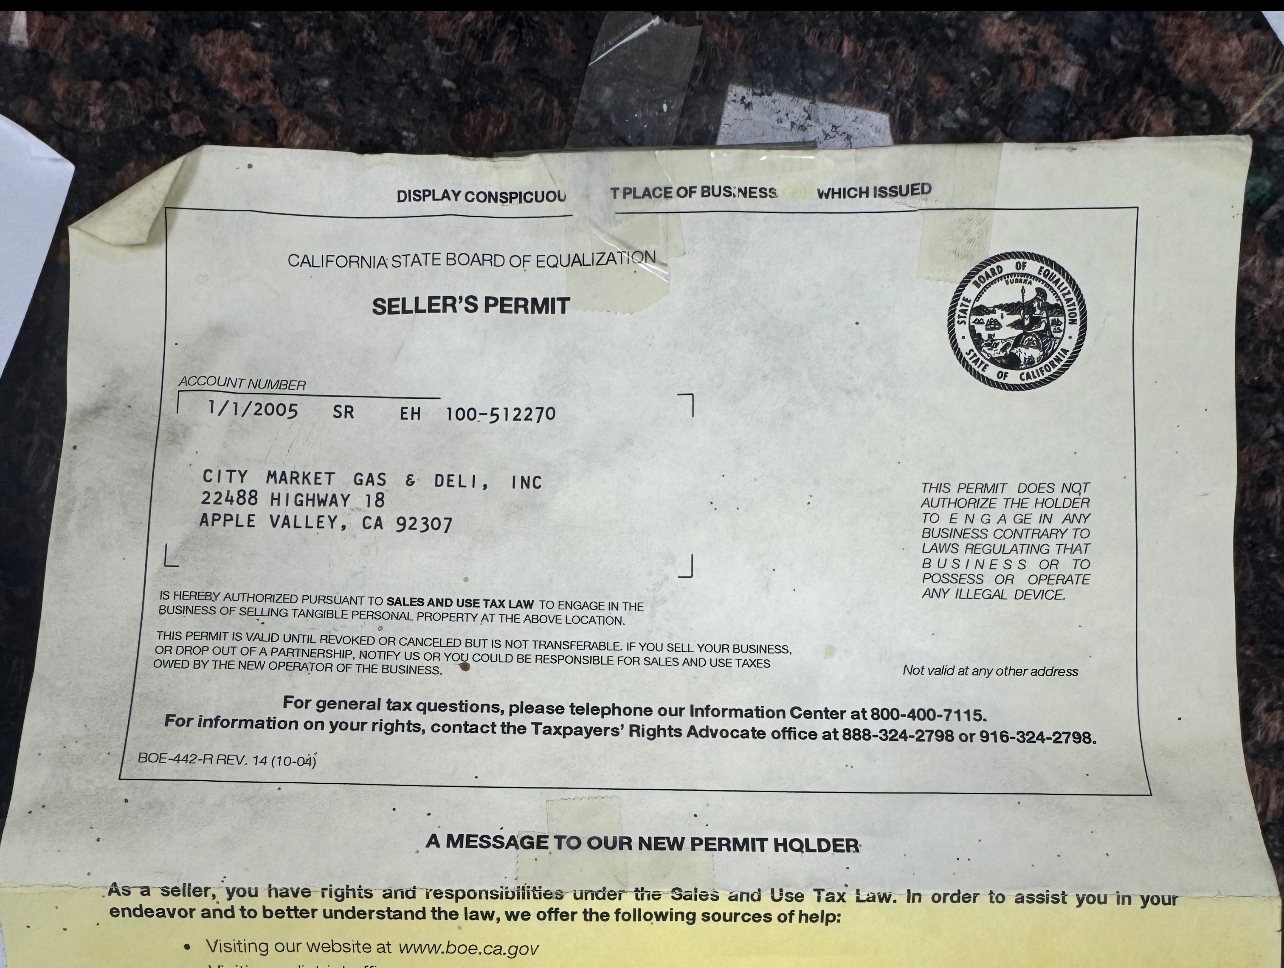 DISPLAY CONSPICUOU T PLACE OF BUSINESS WHICH ISSUED
CALIFORNIA STATE BOARD OF EQUALIZATION
SELLER'S PERMIT
STATE BOARD OF EQUALIZATION
EUREKA
STATE OF CALIFORNIA
ACCOUNT NUMBER
1/1/2005 SR EH 100-512270
CITY MARKET GAS & DELI, INC
22488 HIGHWAY 18
APPLE VALLEY, CA 92307
THIS PERMIT DOES NOT
AUTHORIZE THE HOLDER
TO ENGAGE IN ANY
BUSINESS CONTRARY TO
LAWS REGULATING THAT
BUSINESS OR TO
POSSESS OR OPERATE
ANY ILLEGAL DEVICE.
IS HEREBY AUTHORIZED PURSUANT TO SALES AND USE TAX LAW TO ENGAGE IN THE
BUSINESS OF SELLING TANGIBLE PERSONAL PROPERTY AT THE ABOVE LOCATION.
THIS PERMIT IS VALID UNTIL REVOKED OR CANCELED BUT IS NOT TRANSFERABLE. IF YOU SELL YOUR BUSINESS,
OR DROP OUT OF A PARTNERSHIP, NOTIFY US OR YOU COULD BE RESPONSIBLE FOR SALES AND USE TAXES
OWED BY THE NEW OPERATOR OF THE BUSINESS.
Not valid at any other address
For general tax questions, please telephone our Information Center at 800-400-7115.
For information on your rights, contact the Taxpayers' Rights Advocate office at 888-324-2798 or 916-324-2798.
BOE-442-R REV. 14 (10-04)
A MESSAGE TO OUR NEW PERMIT HOLDER
As a seller, you have rights and responsibilities under the Sales and Use Tax Law. In order to assist you in your
endeavor and to better understand the law, we offer the following sources of help:
• Visiting our website at www.boe.ca.gov